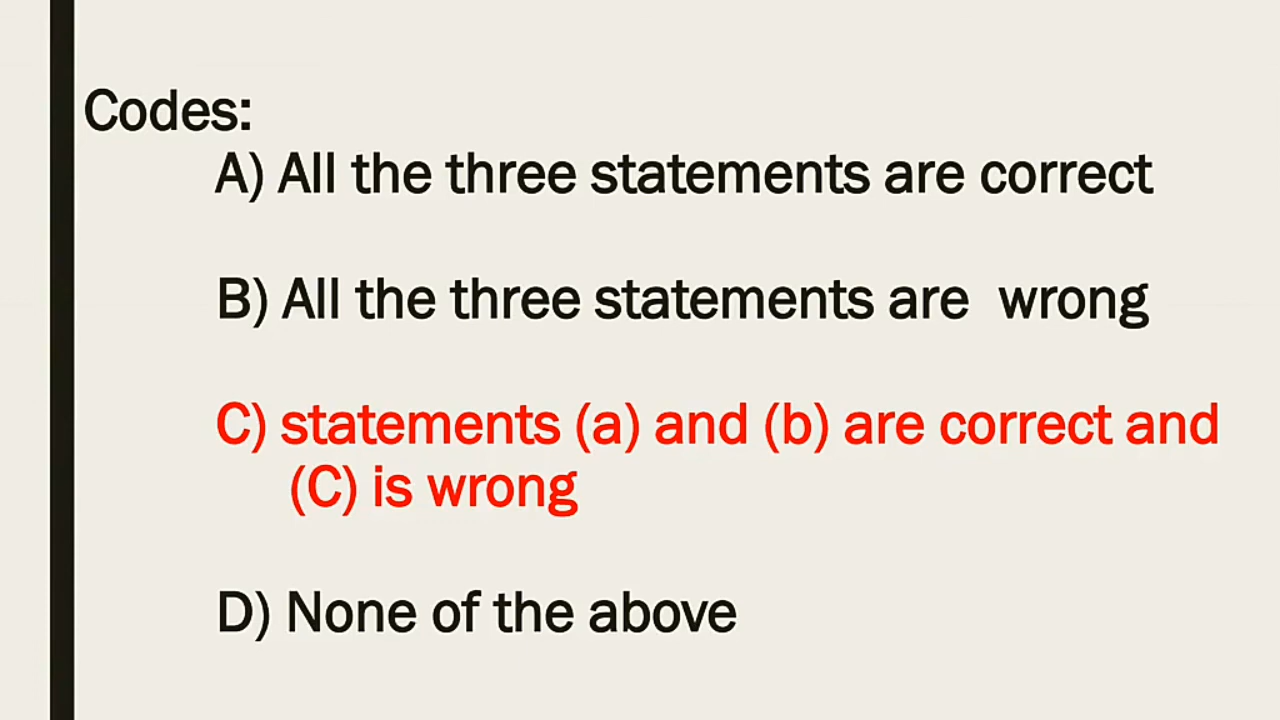 Codes:
A) All the three statements are correct
B) All the three statements are  wrong
C) statements (a) and (b) are correct and
(C) is wrong
D) None of the above